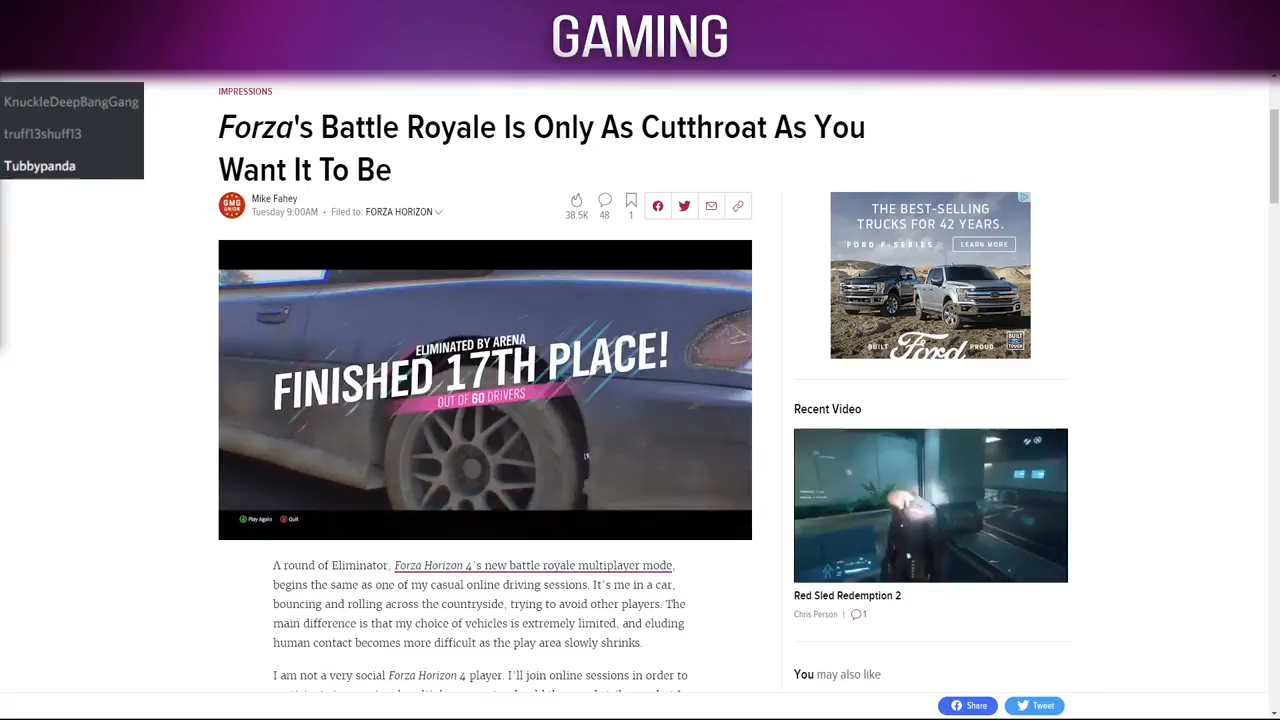 GAMING
KnuckleDeepBangGang
truff13shuff13
Tubbypanda
IMPRESSIONS
Forza's Battle Royale Is Only As Cutthroat As You
Want It To Be
GMG
UNION
Mike Fahey
Tuesday 9:00AM • Filed to: FORZA HORIZON
38.5K
48
1
ELIMINATED BY ARENA
FINISHED 17TH PLACE!
OUT OF 60 DRIVERS
Play Again
Quit
A round of Eliminator, Forza Horizon 4's new battle royale multiplayer mode,
begins the same as one of my casual online driving sessions. It's me in a car,
bouncing and rolling across the countryside, trying to avoid other players. The
main difference is that my choice of vehicles is extremely limited, and eluding
human contact becomes more difficult as the play area slowly shrinks.
I am not a very social Forza Horizon 4 player. I'll join online sessions in order to
THE BEST-SELLING
TRUCKS FOR 42 YEARS.
FORD F-SERIES
LEARN MORE
BUILT Ford PROUD
BUILT
Ford
TOUGH
Recent Video
Red Sled Redemption 2
Chris Person | 1
You may also like
Share
Tweet